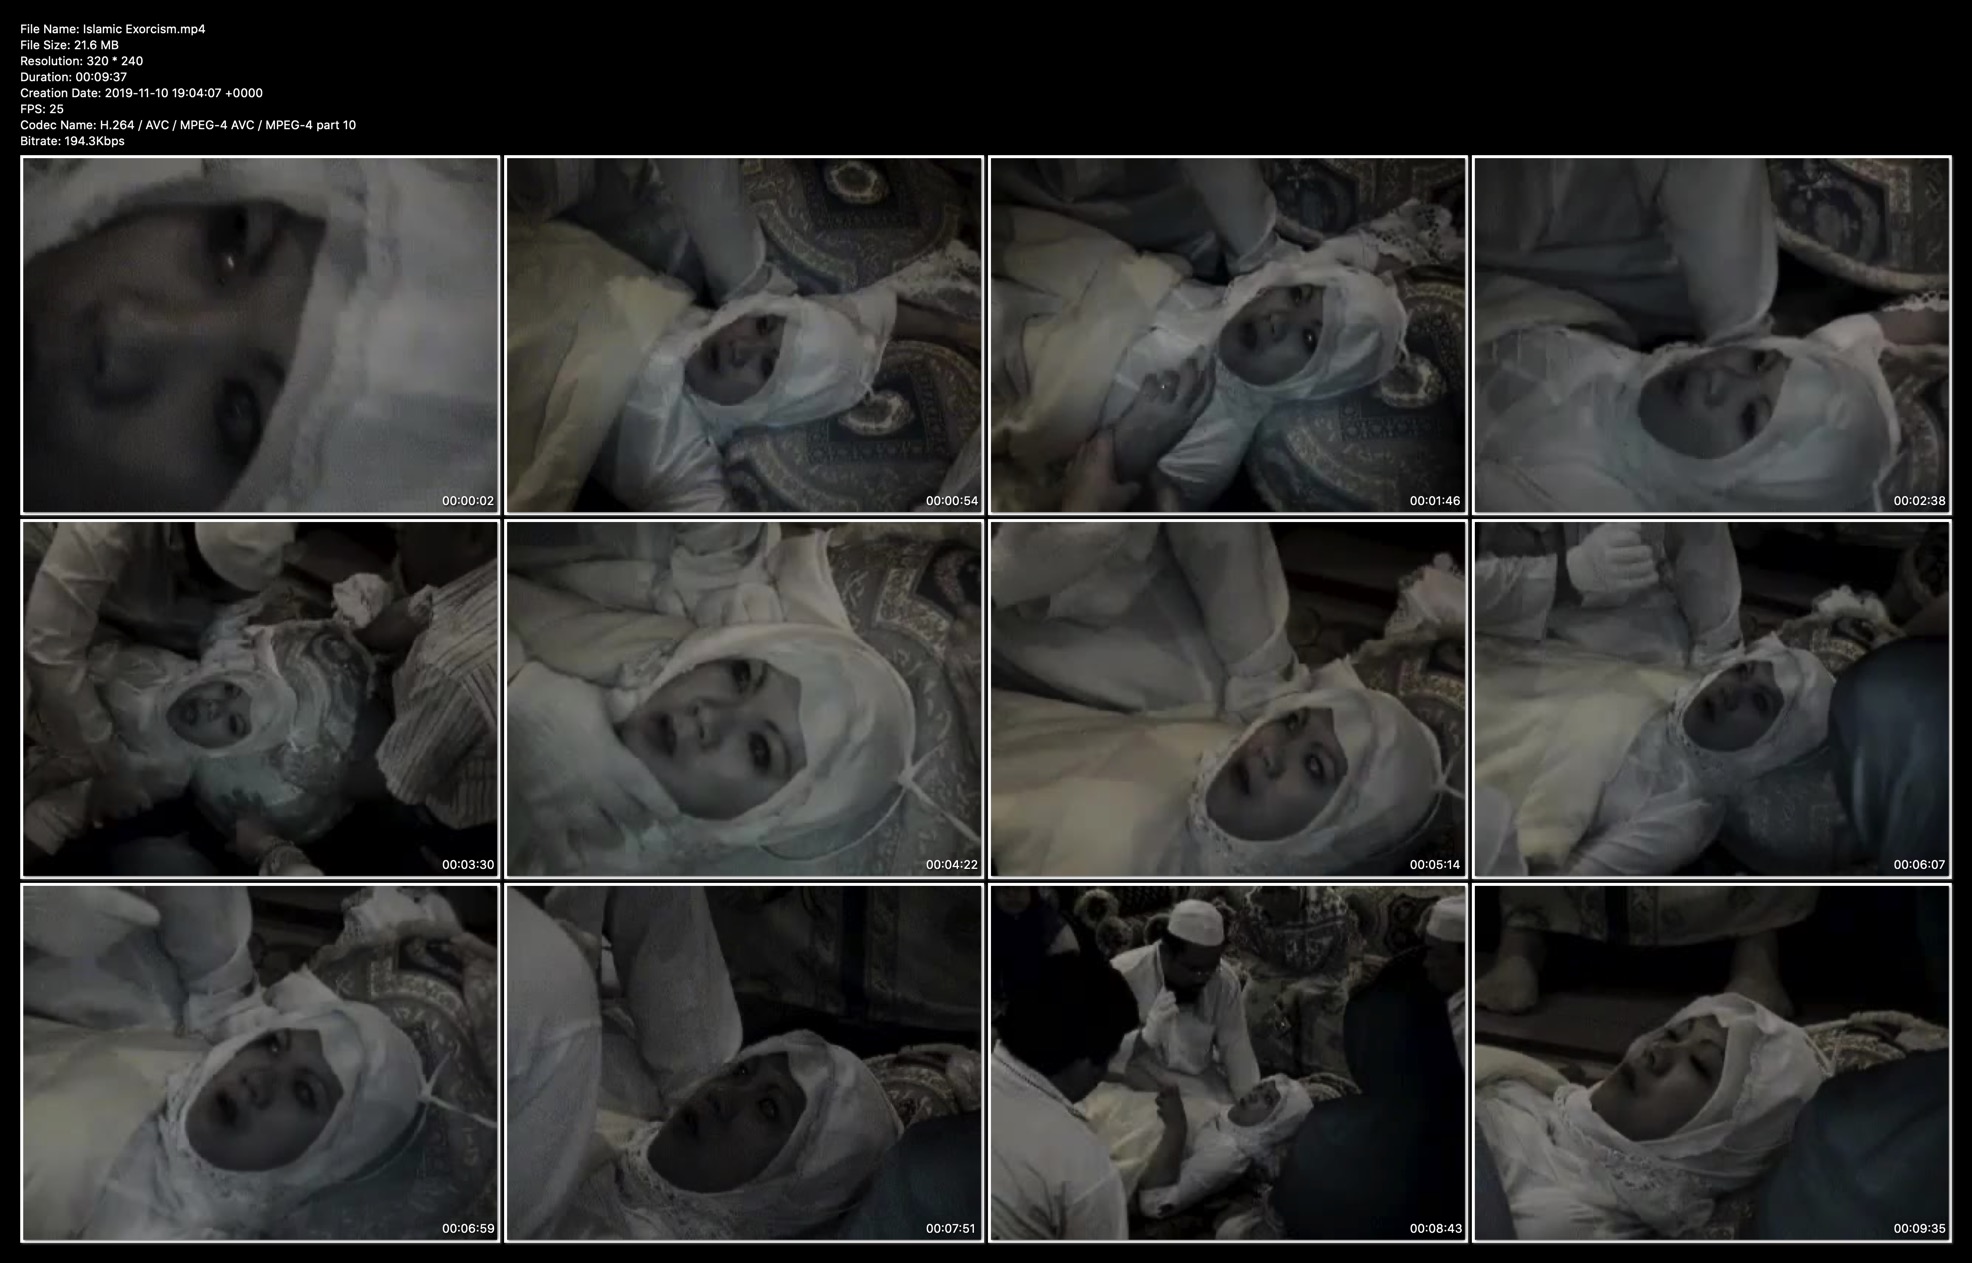 File Name: Islamic Exorcism.mp4
File Size: 21.6 MB
Resolution: 320 * 240
Duration: 00:09:37
Creation Date: 2019-11-10 19:04:07 +0000
FPS: 25
Codec Name: H.264 / AVC / MPEG-4 AVC / MPEG-4 part 10
Bitrate: 194.3Kbps
00:00:02
00:00:54
00:01:46
00:02:38
00:03:30
00:04:22
00:05:14
00:06:07
00:06:59
00:07:51
00:08:43
00:09:35